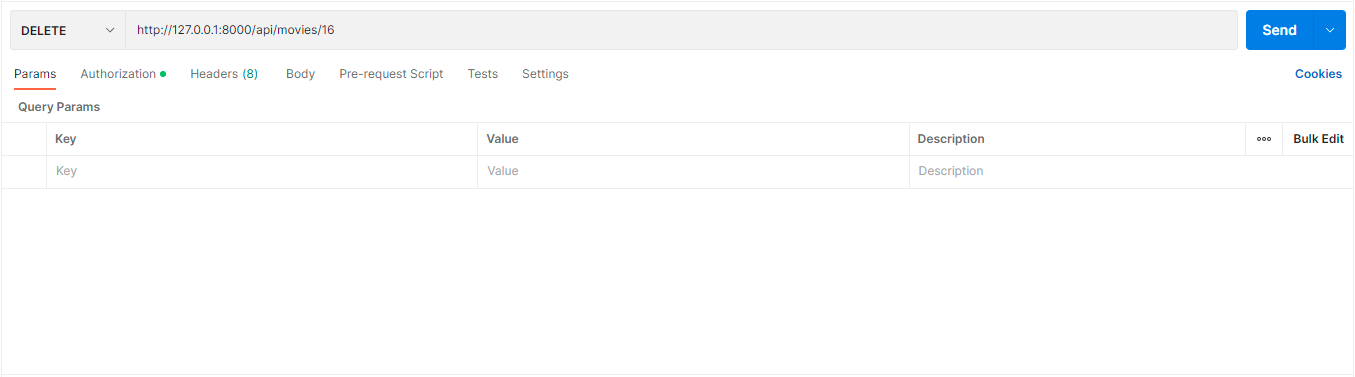 DELETE http://127.0.0.1:8000/api/movies/16 Send
Params Authorization Headers (8) Body Pre-request Script Tests Settings Cookies
Query Params
Key Value Description Bulk Edit
Key Value Description